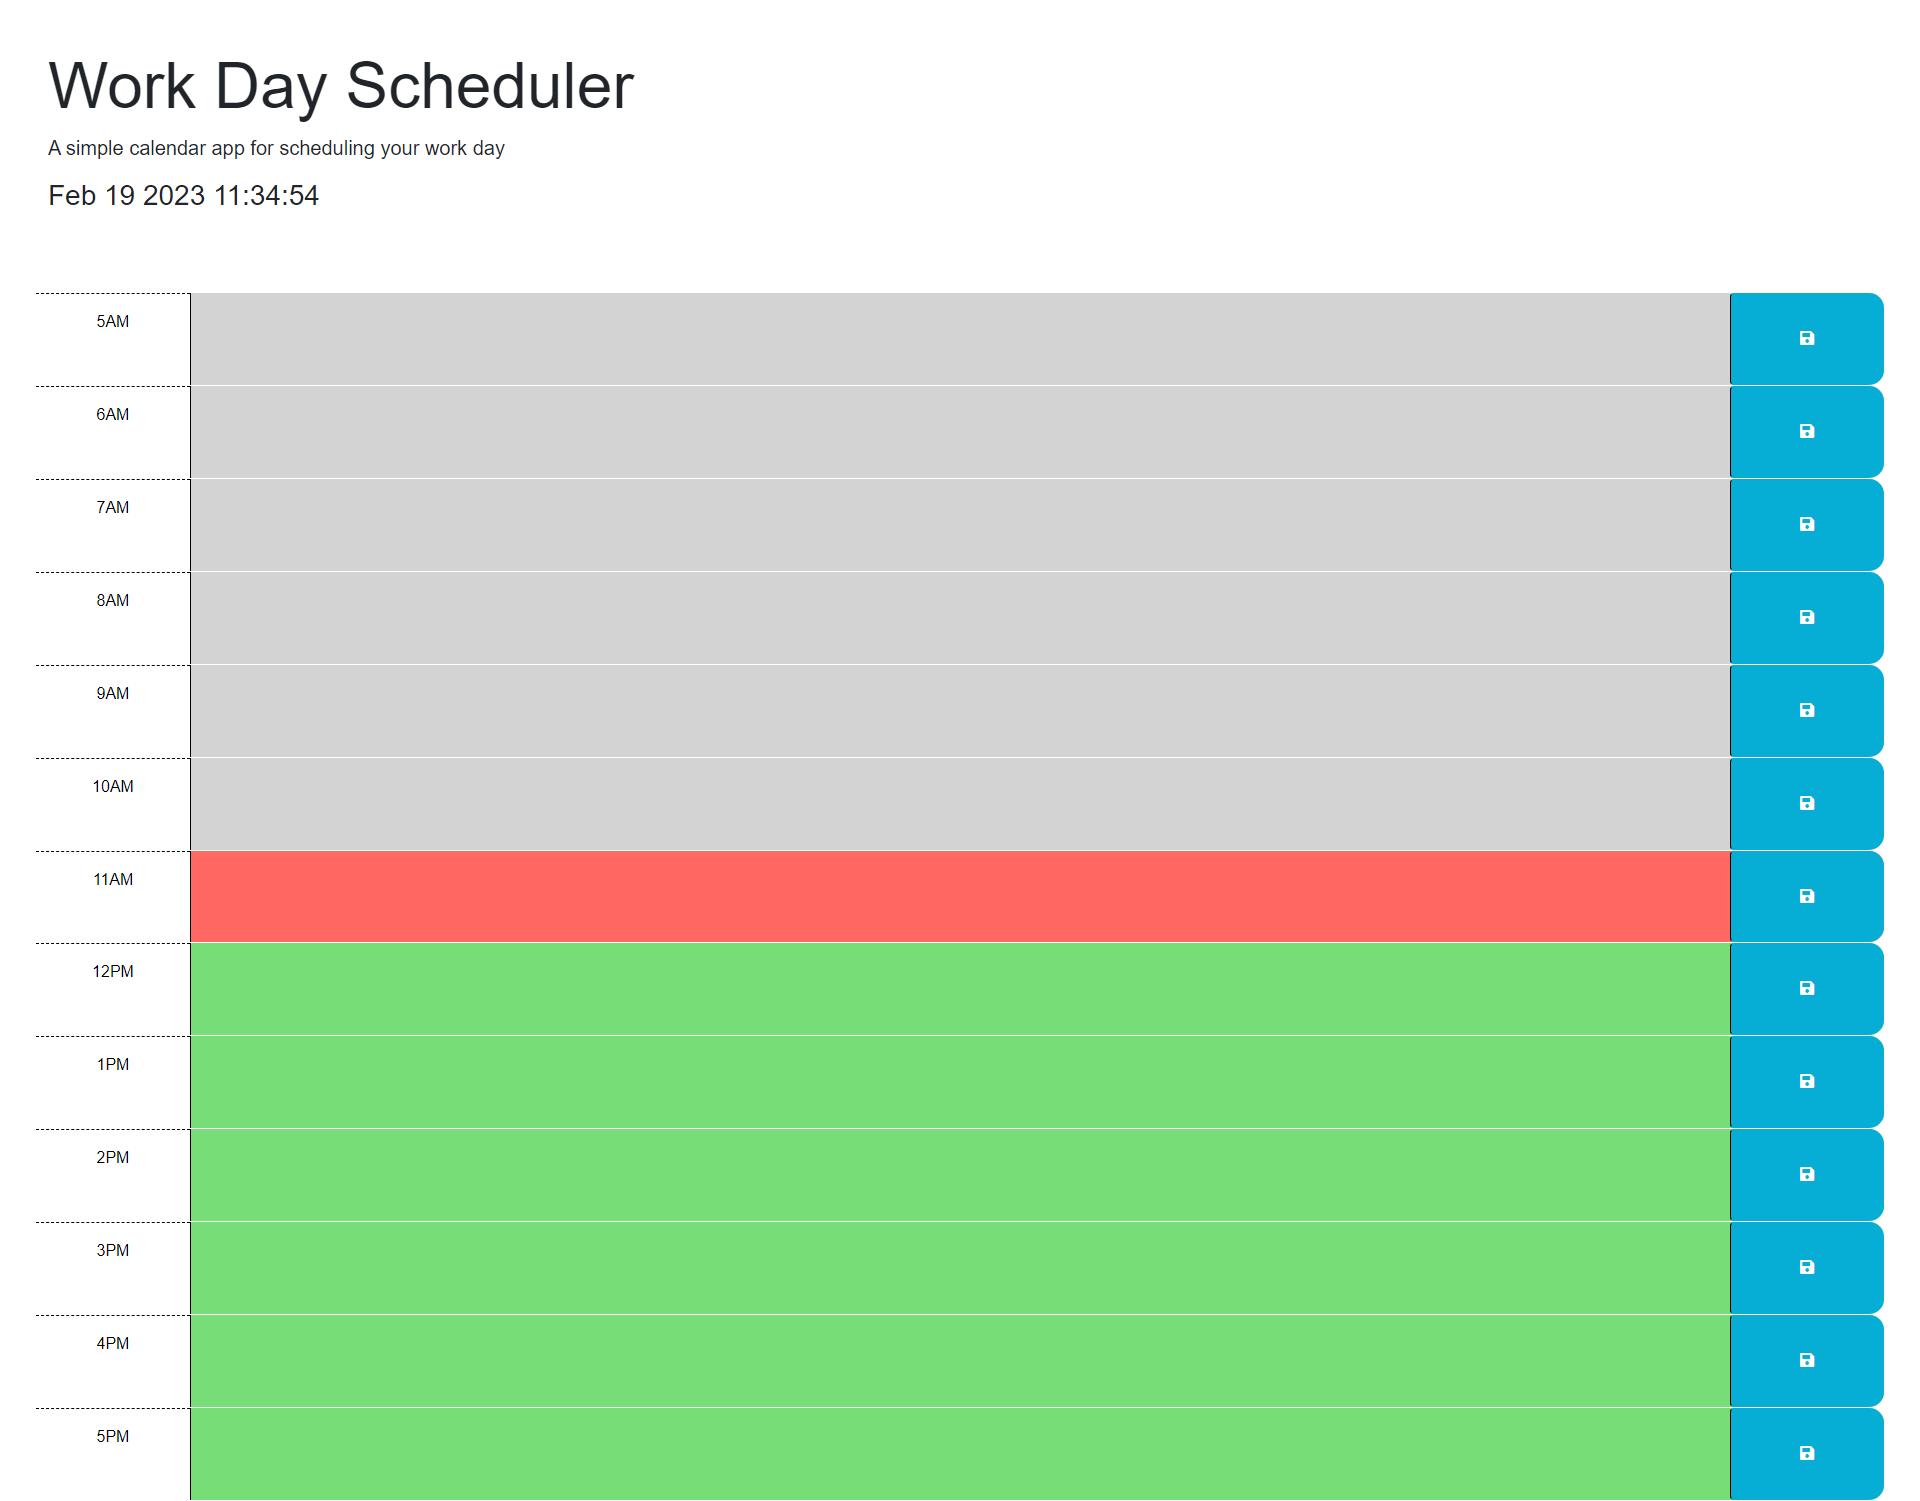 Work Day Scheduler
A simple calendar app for scheduling your work day
Feb 19 2023 11:34:54
5AM
6AM
7AM
8AM
9AM
10AM
11AM
12PM
1PM
2PM
3PM
4PM
5PM